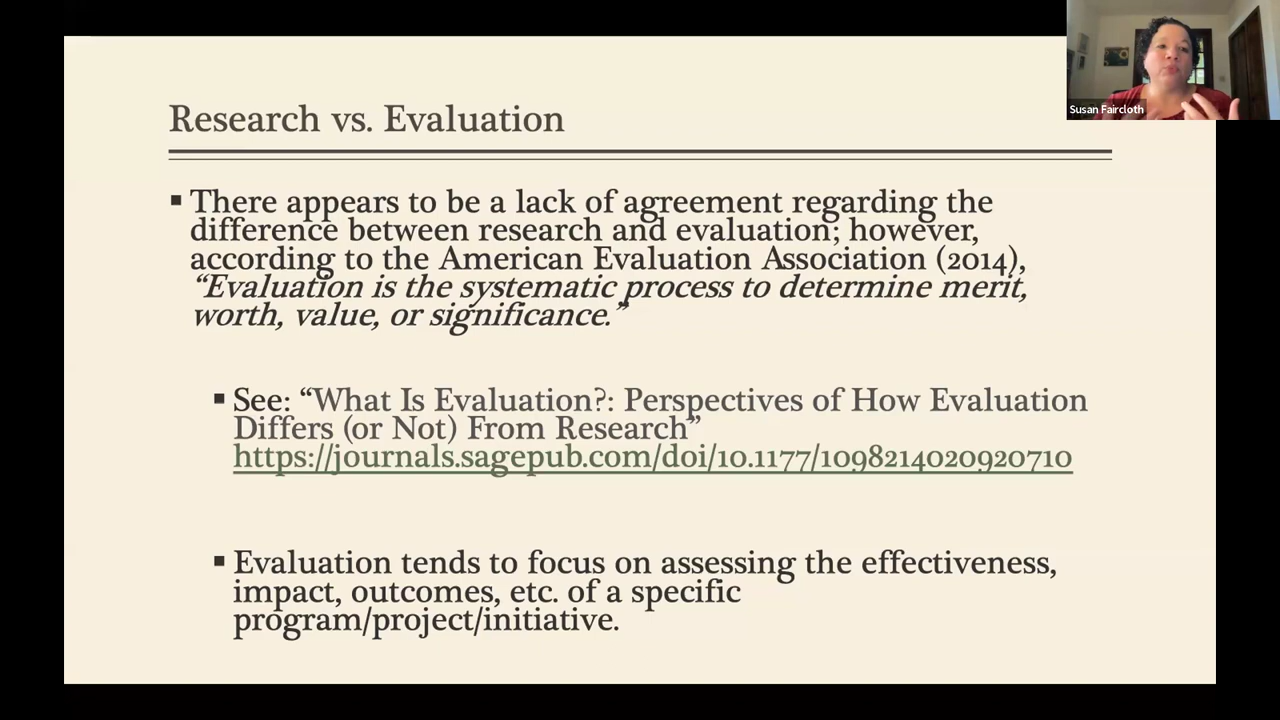 Research vs. Evaluation
Susan Faircloth
▪ There appears to be a lack of agreement regarding the
difference between research and evaluation; however,
according to the American Evaluation Association (2014),
“Evaluation is the systematic process to determine merit,
worth, value, or significance.”
▪ See: “What Is Evaluation?: Perspectives of How Evaluation
Differs (or Not) From Research”
https://journals.sagepub.com/doi/10.1177/1098214020920710
▪ Evaluation tends to focus on assessing the effectiveness,
impact, outcomes, etc. of a specific
program/project/initiative.